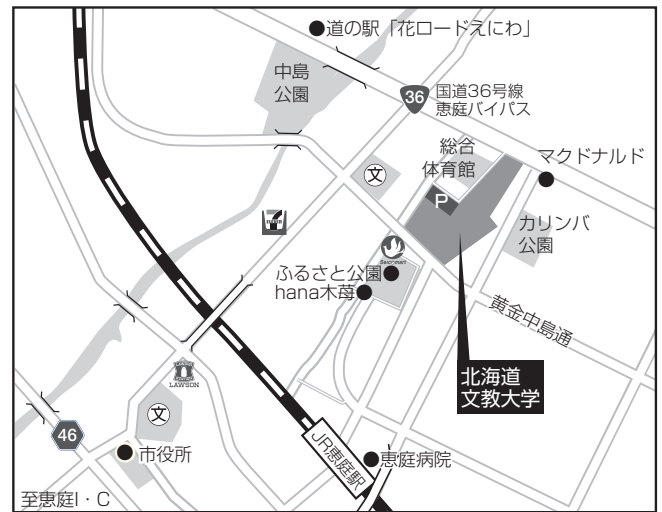 道の駅「花ロードえにわ」
中島
公園
36
国道36号線
恵庭バイパス
総合
体育館
マクドナルド
文
P
カリンバ
公園
7
ELEVEN
Seicomart
ふるさと公園
hana木苺
黄金中島通
北海道
文教大学
LAWSON
文
46
市役所
JR恵庭駅
恵庭病院
至恵庭I・C